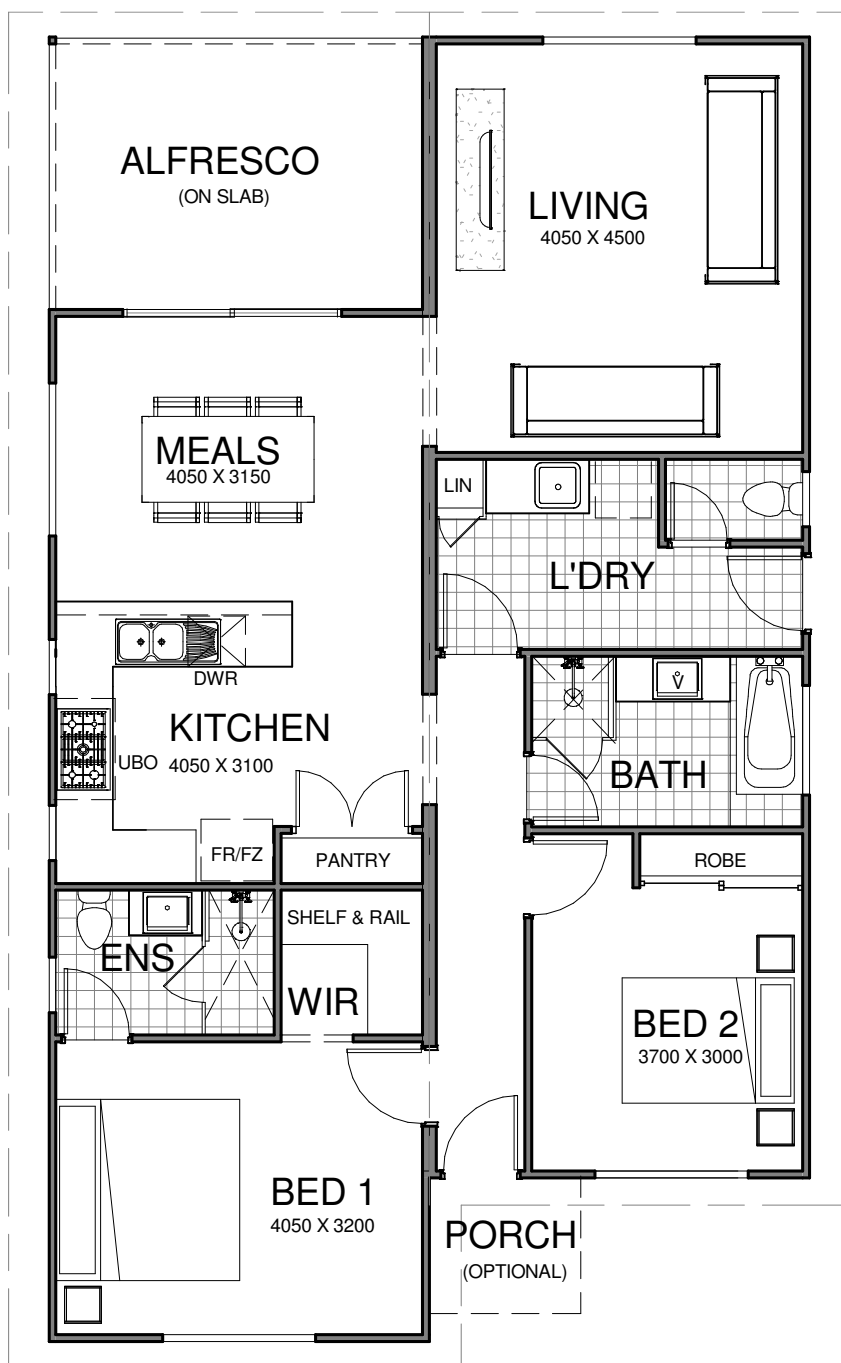 ALFRESCO
(ON SLAB)
LIVING
4050 X 4500
MEALS
4050 X 3150
LIN
L'DRY
DWR
KITCHEN
UBO
4050 X 3100
V
BATH
FR/FZ
PANTRY
ROBE
SHELF & RAIL
ENS
WIR
BED 2
3700 X 3000
BED 1
4050 X 3200
PORCH
(OPTIONAL)